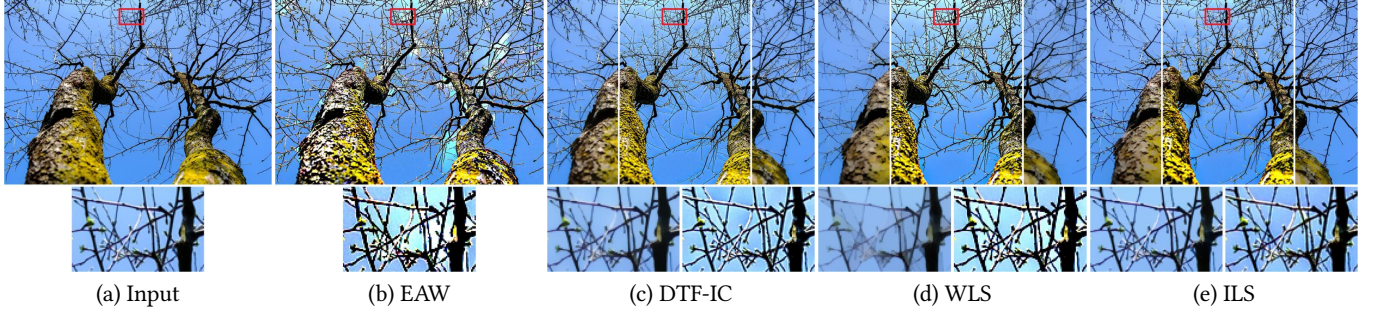 (a) Input
(b) EAW
(c) DTF-IC
(d) WLS
(e) ILS